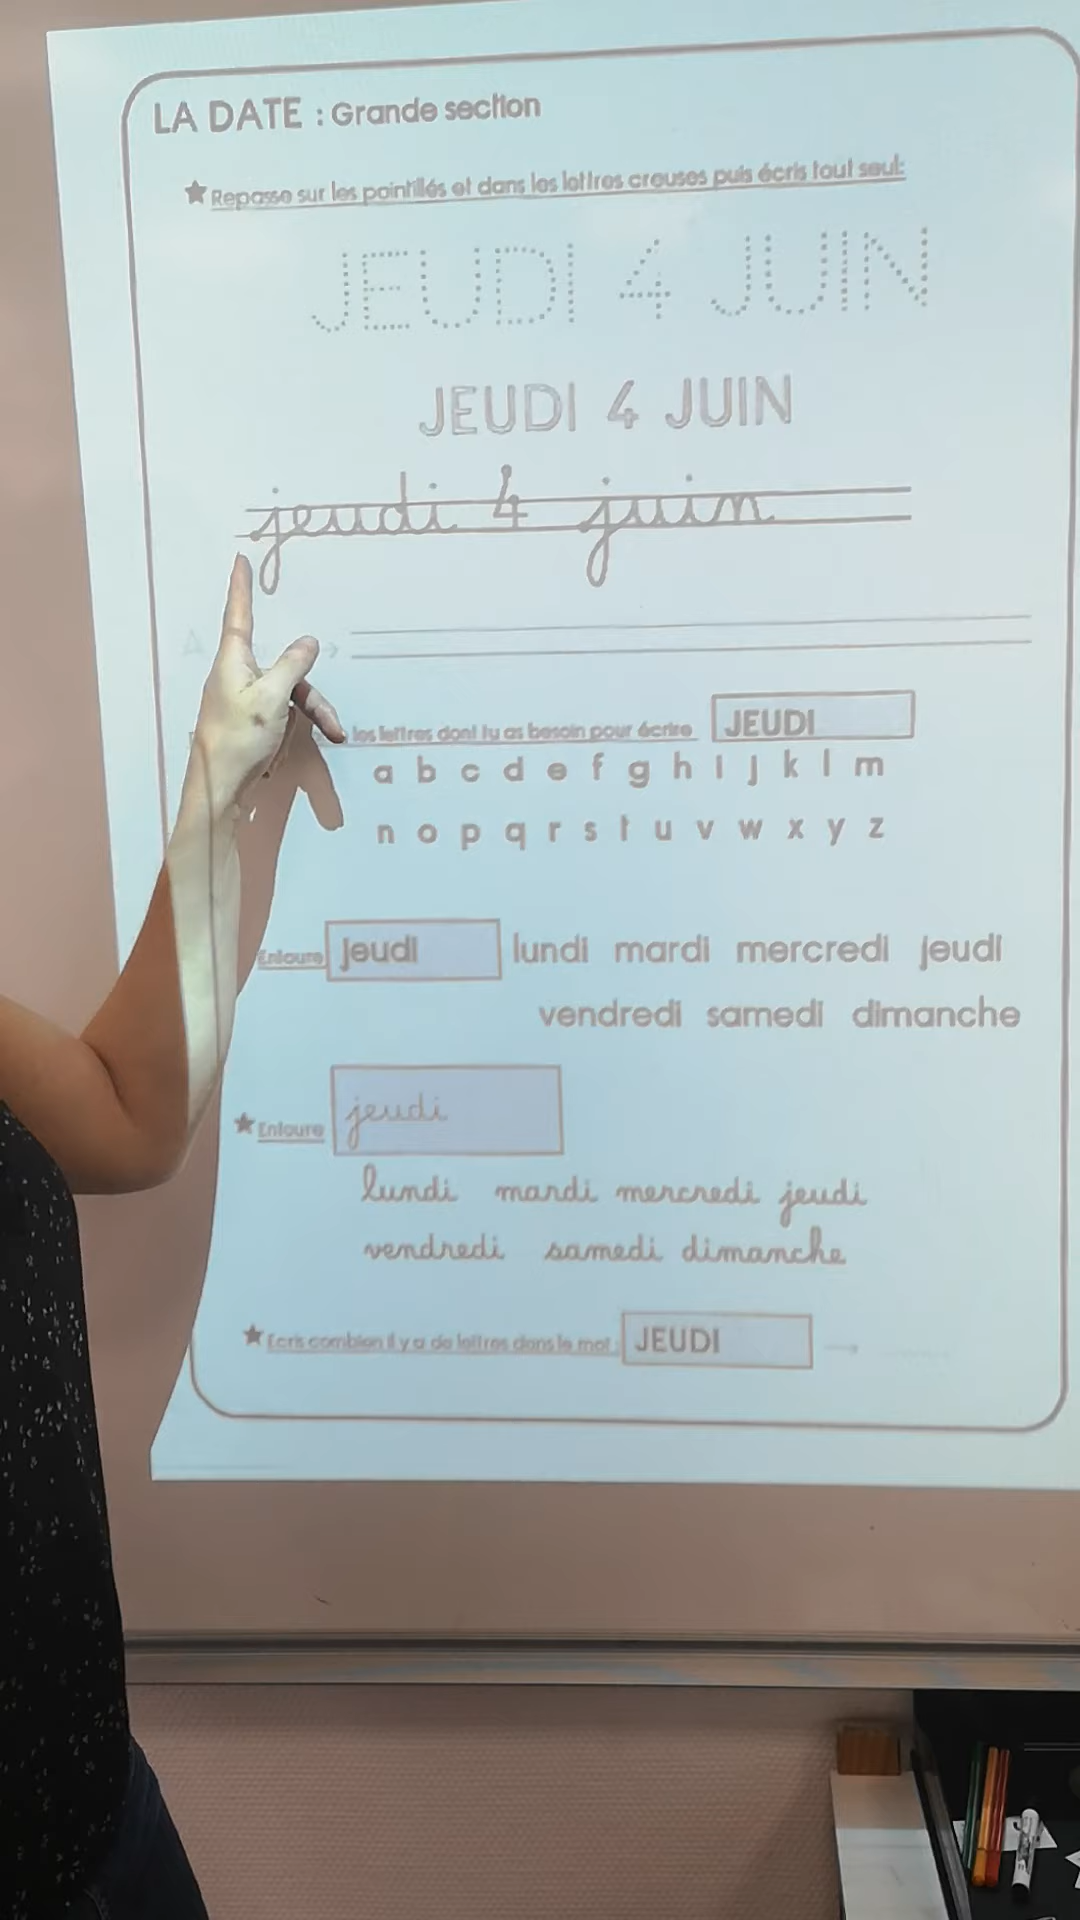 LA DATE : Grande section
★ Repasse sur les pointillés et dans les lettres creuses puis écris tout seul:
JEUDI 4 JUIN
JEUDI 4 JUIN
jeudi 4 juin
les lettres dont tu as besoin pour écrire JEUDI
a b c d e f g h i j k l m
n o p q r s t u v w x y z
Entoure jeudi lundi mardi mercredi jeudi
vendredi samedi dimanche
★ Entoure jeudi
lundi mardi mercredi jeudi
vendredi samedi dimanche
★ Ecris combien il y a de lettres dans le mot : JEUDI →